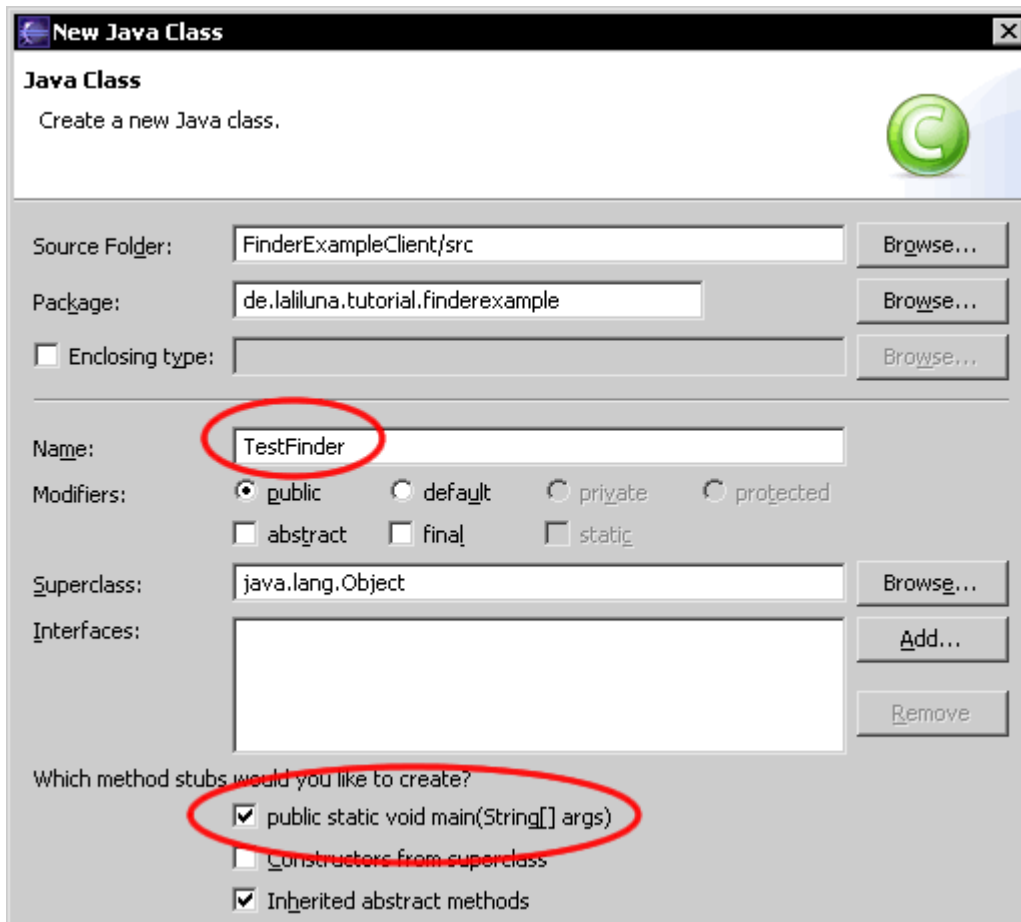 New Java Class
Java Class
Create a new Java class.
C
Source Folder: FinderExampleClient/src Browse...
Package: de.laliluna.tutorial.finderexample Browse...
Enclosing type: Browse...
Name: TestFinder
Modifiers: public default private protected
abstract final static
Superclass: java.lang.Object Browse...
Interfaces: Add...
Remove
Which method stubs would you like to create?
public static void main(String[] args)
Constructors from superclass
Inherited abstract methods